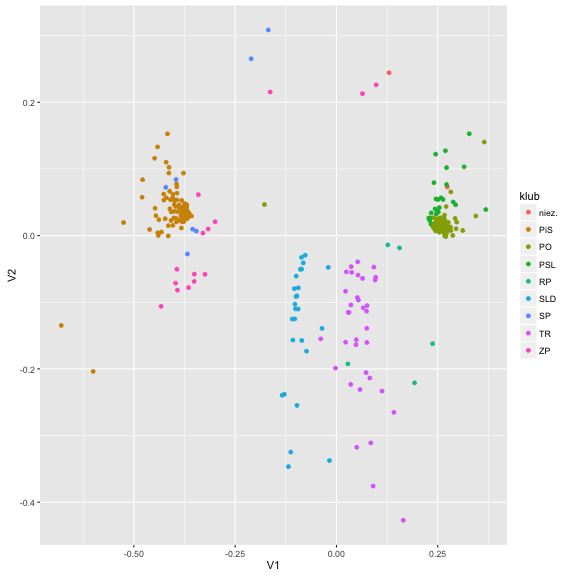 0.2
0.0
-0.2
-0.4
V2
-0.50
-0.25
0.00
0.25
V1
klub
niez.
PiS
PO
PSL
RP
SLD
SP
TR
ZP